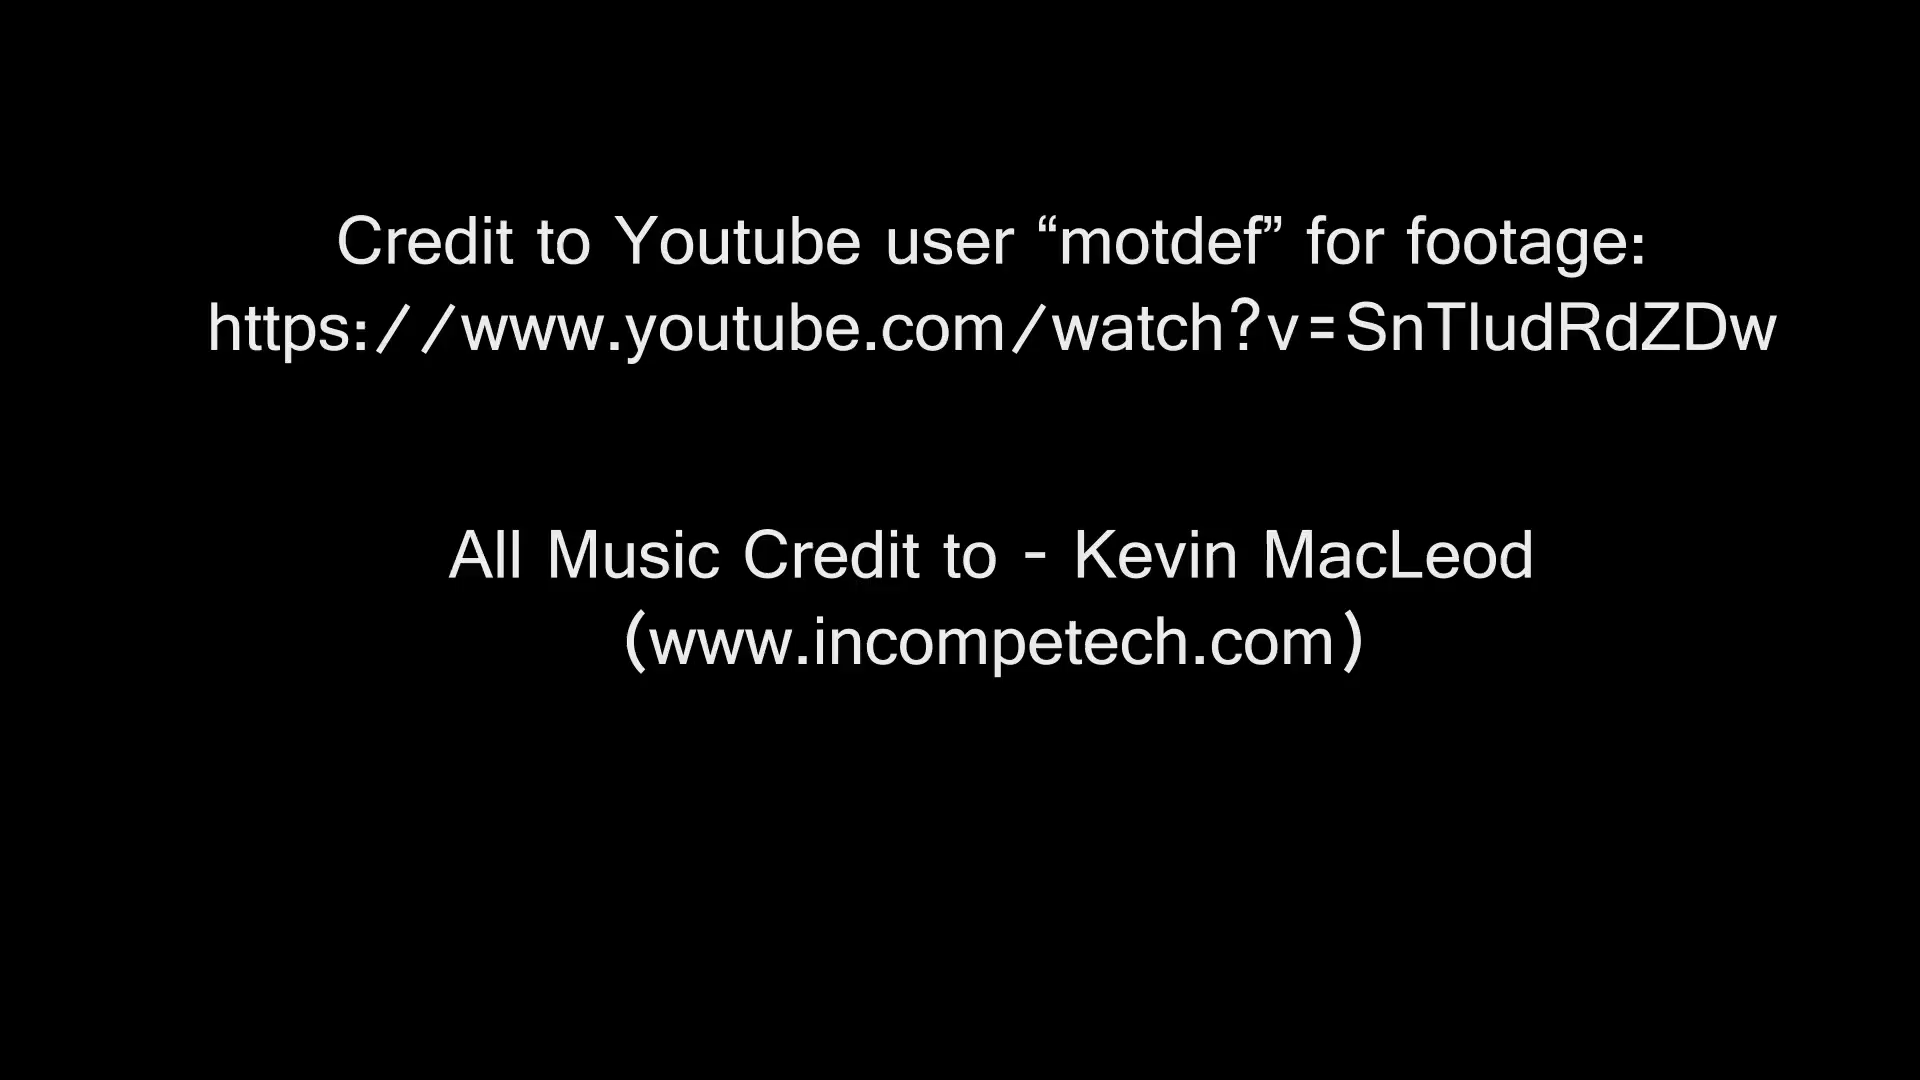 Credit to Youtube user “motdef” for footage:
https://www.youtube.com/watch?v=SnTludRdZDw
All Music Credit to - Kevin MacLeod
(www.incompetech.com)